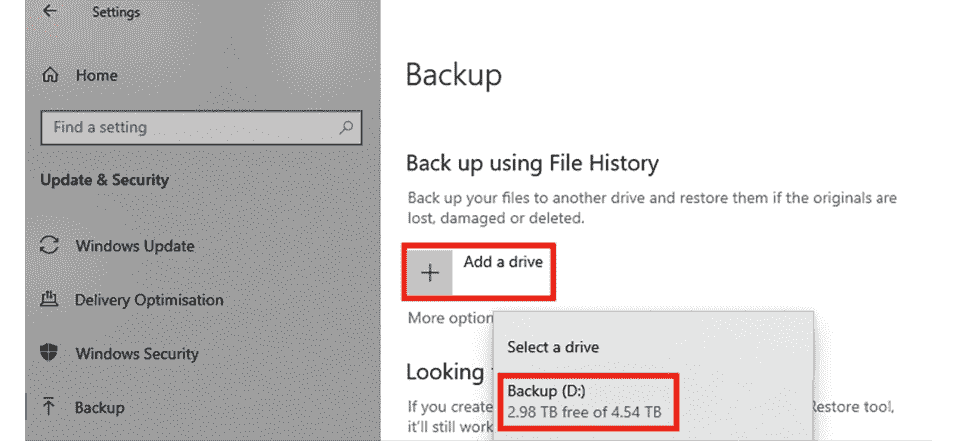 Settings
Home
Find a setting
Update & Security
Windows Update
Delivery Optimisation
Windows Security
Backup
Backup
Back up using File History
Back up your files to another drive and restore them if the originals are
lost, damaged or deleted.
Add a drive
More option
Select a drive
Backup (D:)
2.98 TB free of 4.54 TB
Looking
If you create
Restore tool,
it'll still work